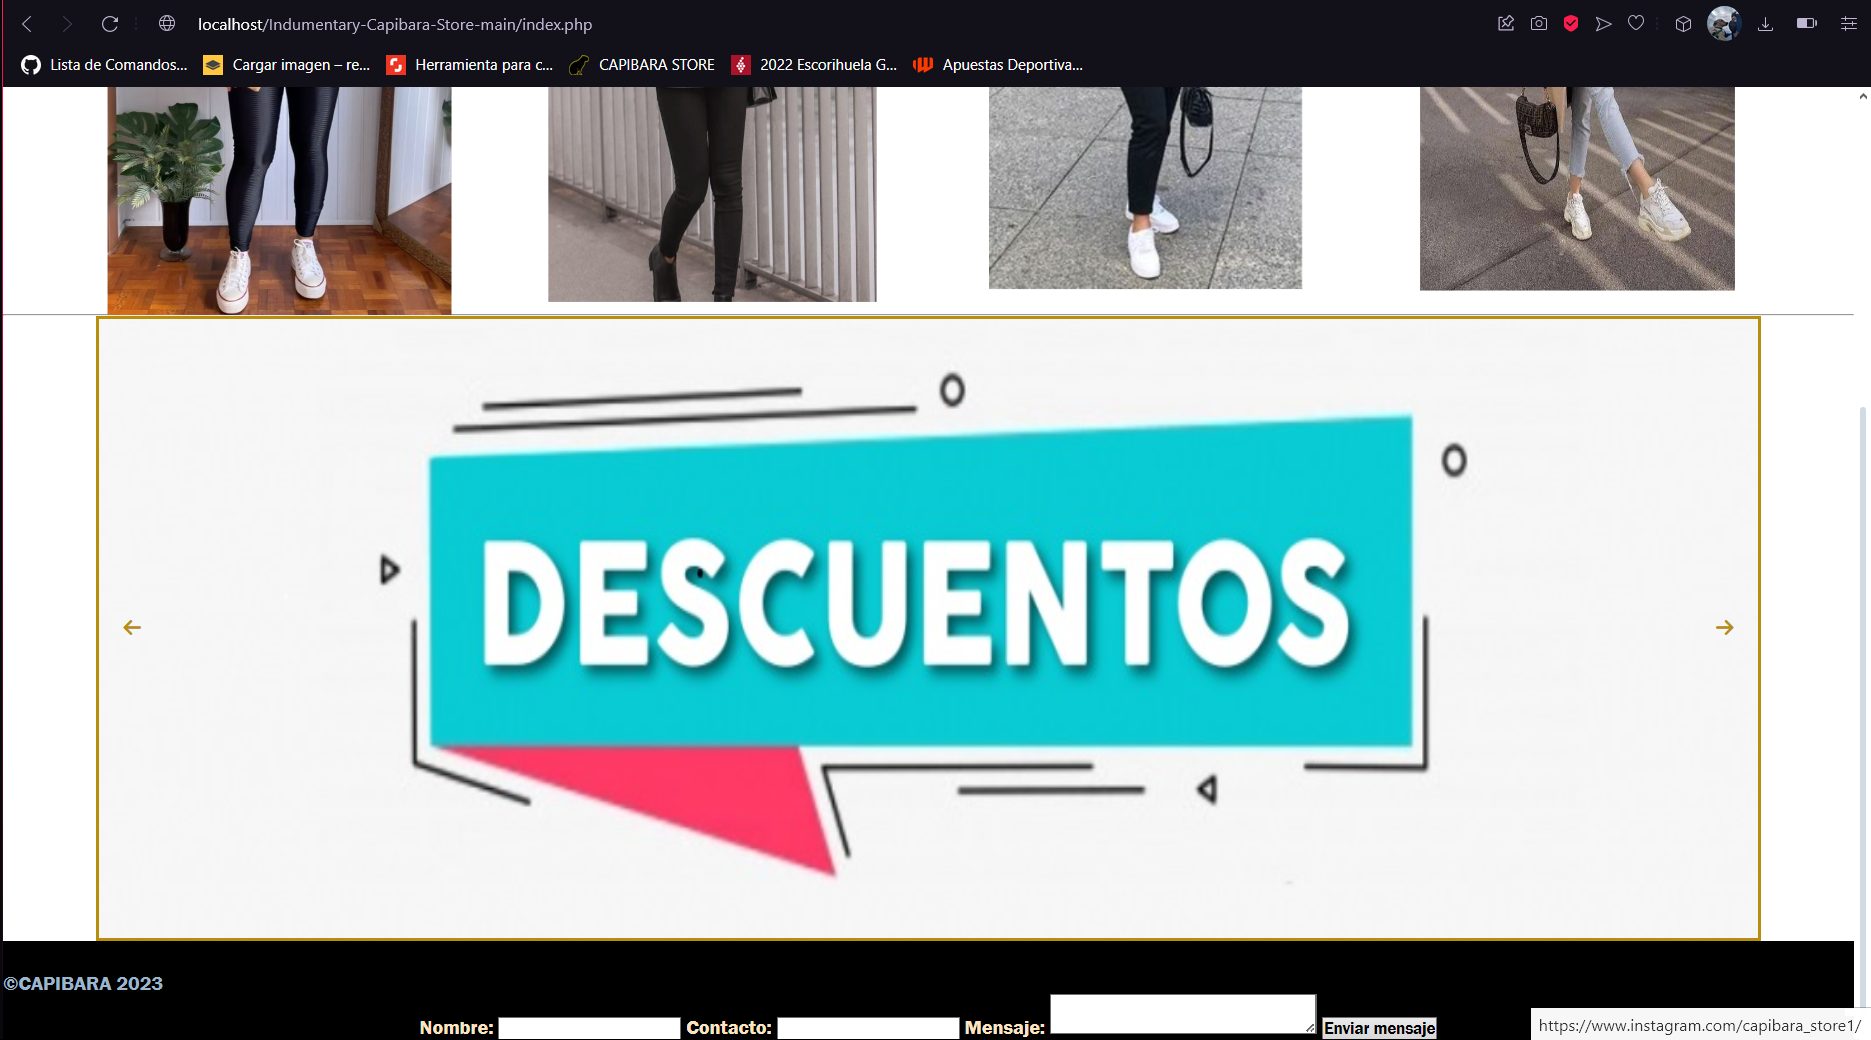 localhost/Indumentary-Capibara-Store-main/index.php
Lista de Comandos... Cargar imagen – re... Herramienta para c... CAPIBARA STORE 2022 Escorihuela G... Apuestas Deportiva...
DESCUENTOS
©CAPIBARA 2023
Nombre: Contacto: Mensaje: Enviar mensaje
https://www.instagram.com/capibara_store1/